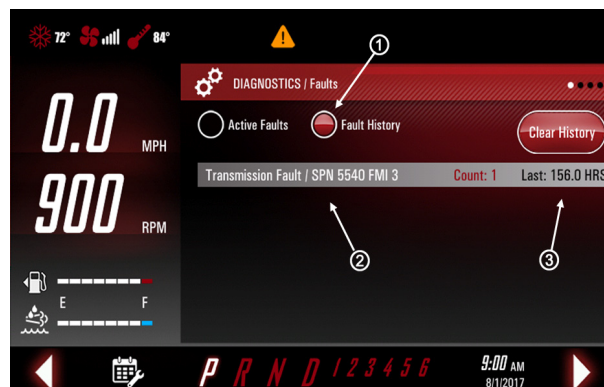 72° 84°
1
DIAGNOSTICS / Faults
Active Faults Fault History Clear History
0.0 MPH
Transmission Fault / SPN 5540 FMI 3 Count: 1 Last: 156.0 HRS
900 RPM
2 3
E F
P R N D 1 2 3 4 5 6 9:00 AM
8/1/2017